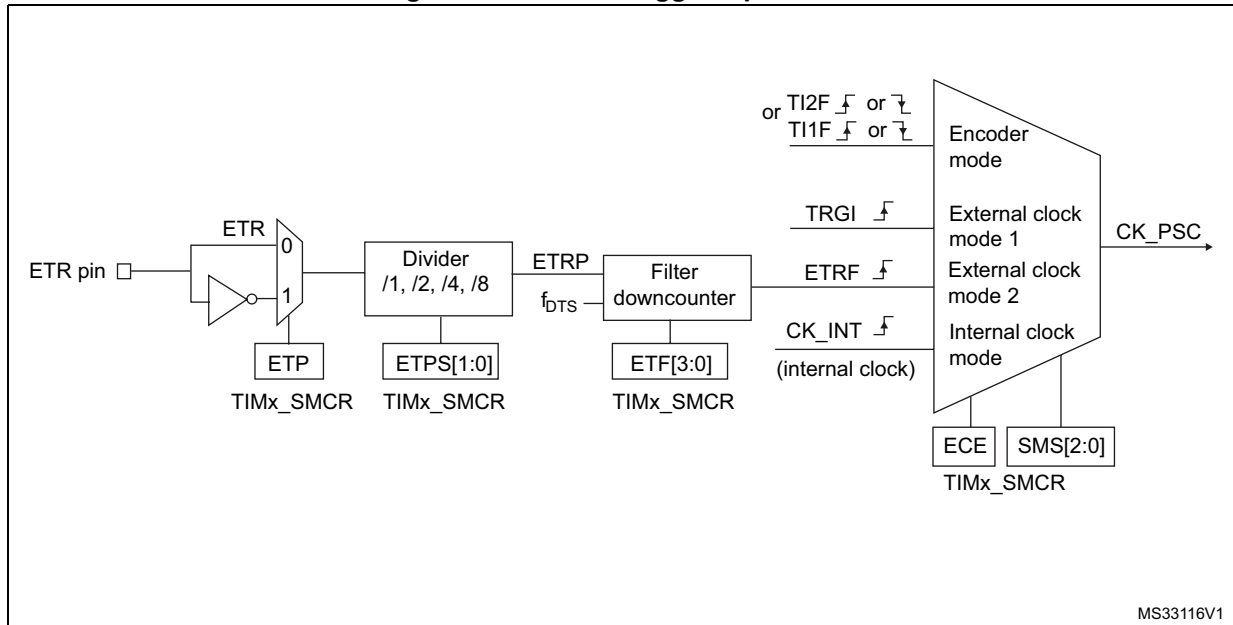 or TI2F or
TI1F or
Encoder
mode
TRGI
External clock
mode 1
CK_PSC
ETR
0
ETR pin
1
Divider
/1, /2, /4, /8
ETRP
fDTS
Filter
downcounter
ETRF
External clock
mode 2
CK_INT
(internal clock)
Internal clock
mode
ETP
TIMx_SMCR
ETPS[1:0]
TIMx_SMCR
ETF[3:0]
TIMx_SMCR
ECE
SMS[2:0]
TIMx_SMCR
MS33116V1